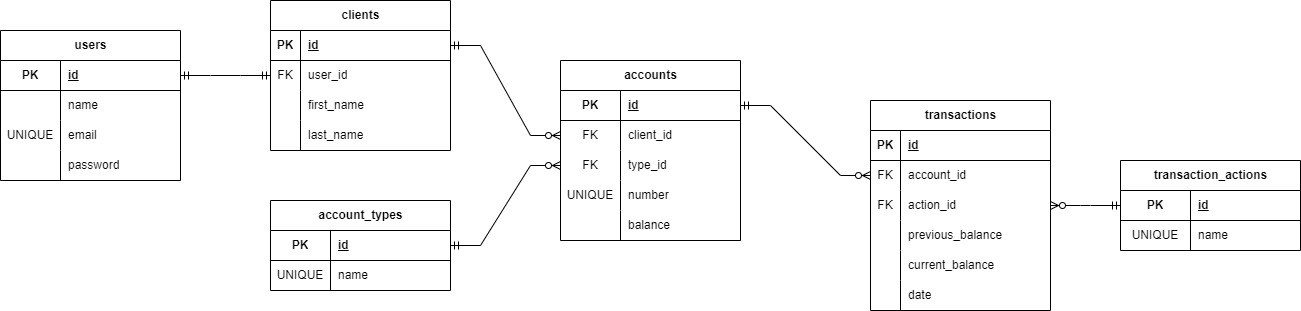 users
PK id
name
UNIQUE email
password
clients
PK id
FK user_id
first_name
last_name
account_types
PK id
UNIQUE name
accounts
PK id
FK client_id
FK type_id
UNIQUE number
balance
transactions
PK id
FK account_id
FK action_id
previous_balance
current_balance
date
transaction_actions
PK id
UNIQUE name